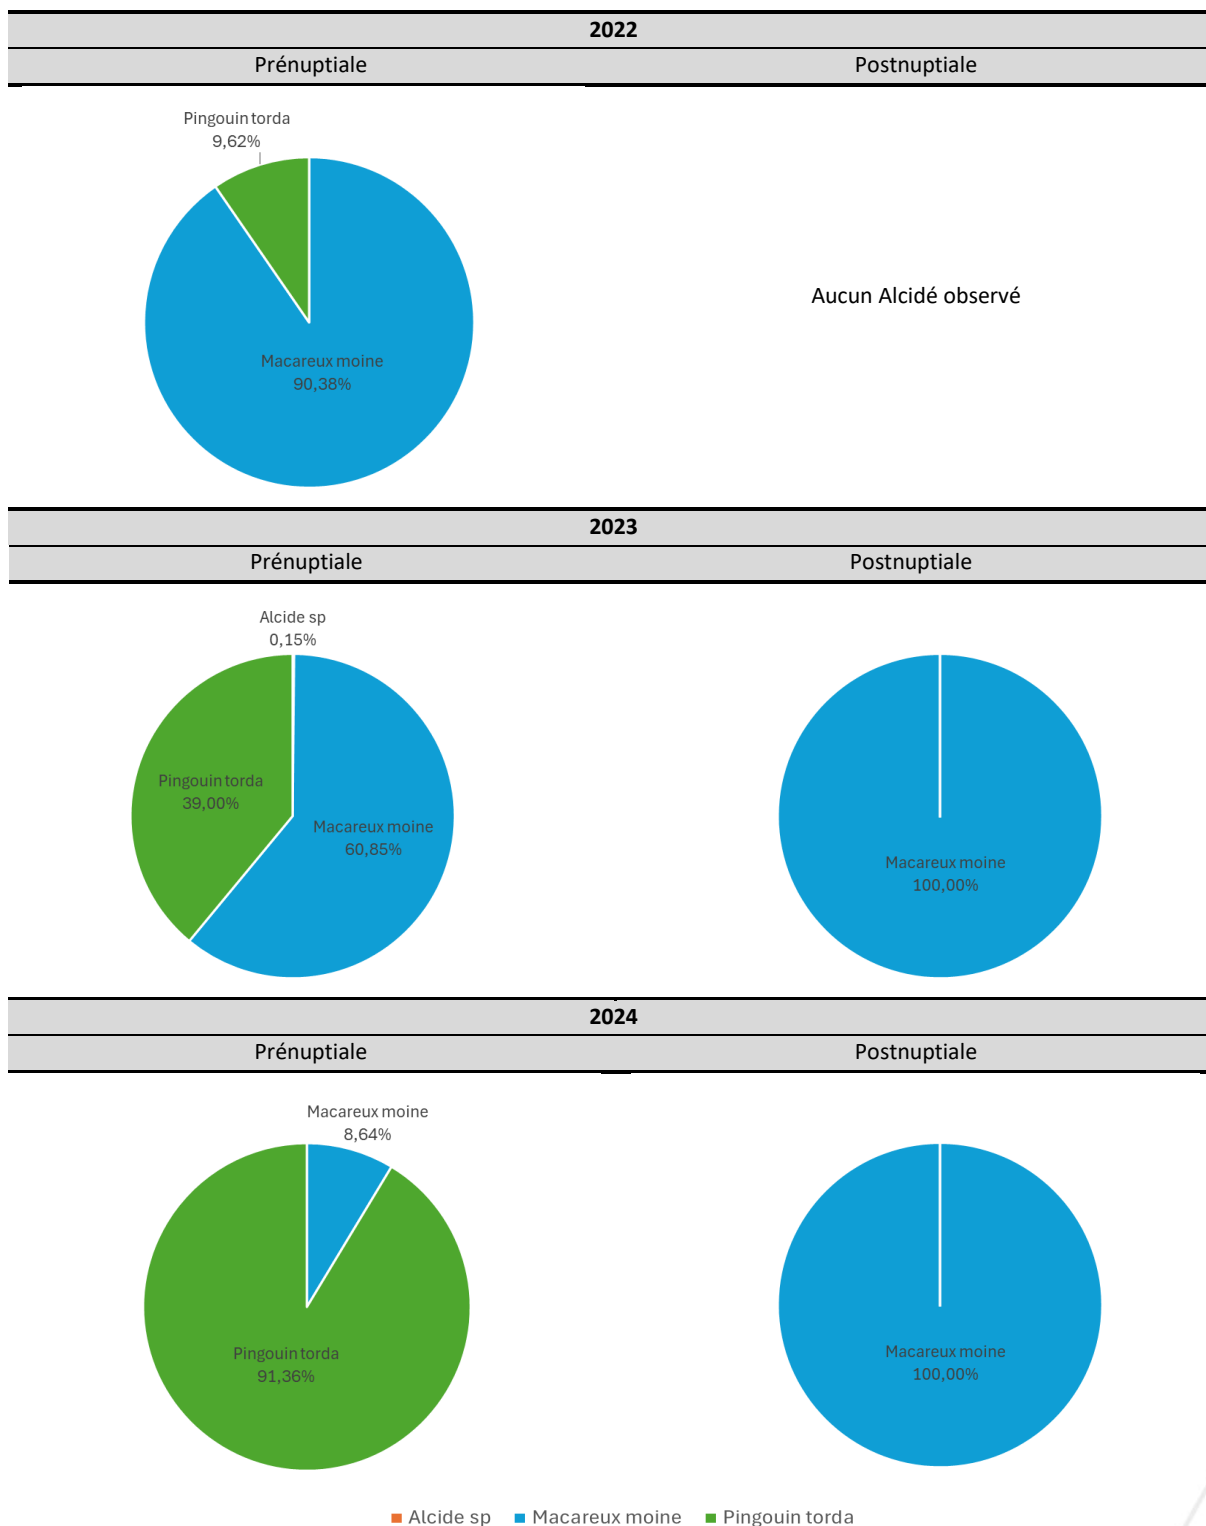 2022
Prénuptiale
Postnuptiale
Pingouin torda
9,62%
Macareux moine
90,38%
Aucun Alcidé observé
2023
Prénuptiale
Postnuptiale
Alcide sp
0,15%
Pingouin torda
39,00%
Macareux moine
60,85%
Macareux moine
100,00%
2024
Prénuptiale
Postnuptiale
Macareux moine
8,64%
Pingouin torda
91,36%
Macareux moine
100,00%
Alcide sp Macareux moine Pingouin torda